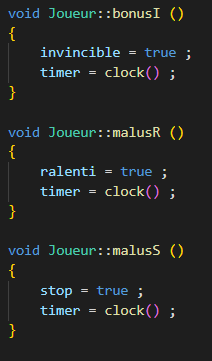 void Joueur::bonusI ()
{
    invincible = true ;
    timer = clock() ;
}
void Joueur::malusR ()
{
    ralenti = true ;
    timer = clock() ;
}
void Joueur::malusS ()
{
    stop = true ;
    timer = clock() ;
}